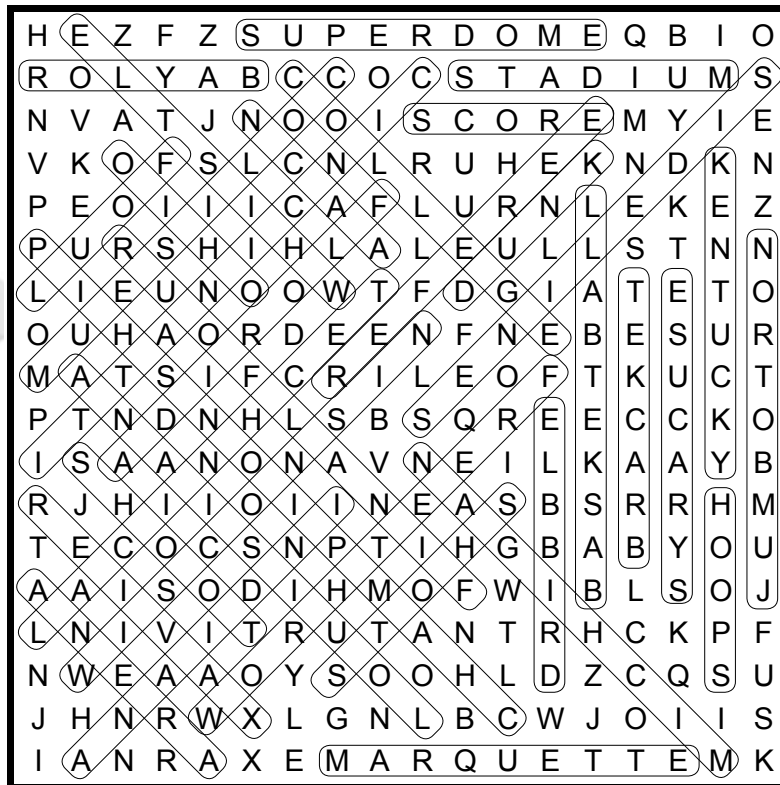 H E Z F Z S U P E R D O M E Q B I O
R O L Y A B C C O C S T A D I U M S
N V A T J N O O I S C O R E M Y I E
V K O F S L C N L R U H E K N D K N
P E O I I I C A F L U R N L E K E Z
P U R S H I H L A L E U L L S T N N
L I E U N O O W T F D G I A T E T O
O U H A O R D E E N F N E B E S U R
M A T S I F C R I L E O F T K U C T
P T N D N H L S B S Q R E E C C K O
I S A A N O N A V N E I L K A A Y B
R J H I I O I I N E A S B S R R H M
T E C O C S N P T I H G B A B Y O U
A A I S O D I H M O F W I B L S O J
L N I V I T R U T A N T R H C K P F
N W E A A O Y S O O H L D Z C Q S U
J H N R W X L G N L B C W J O I I S
I A N R A X E M A R Q U E T T E M K